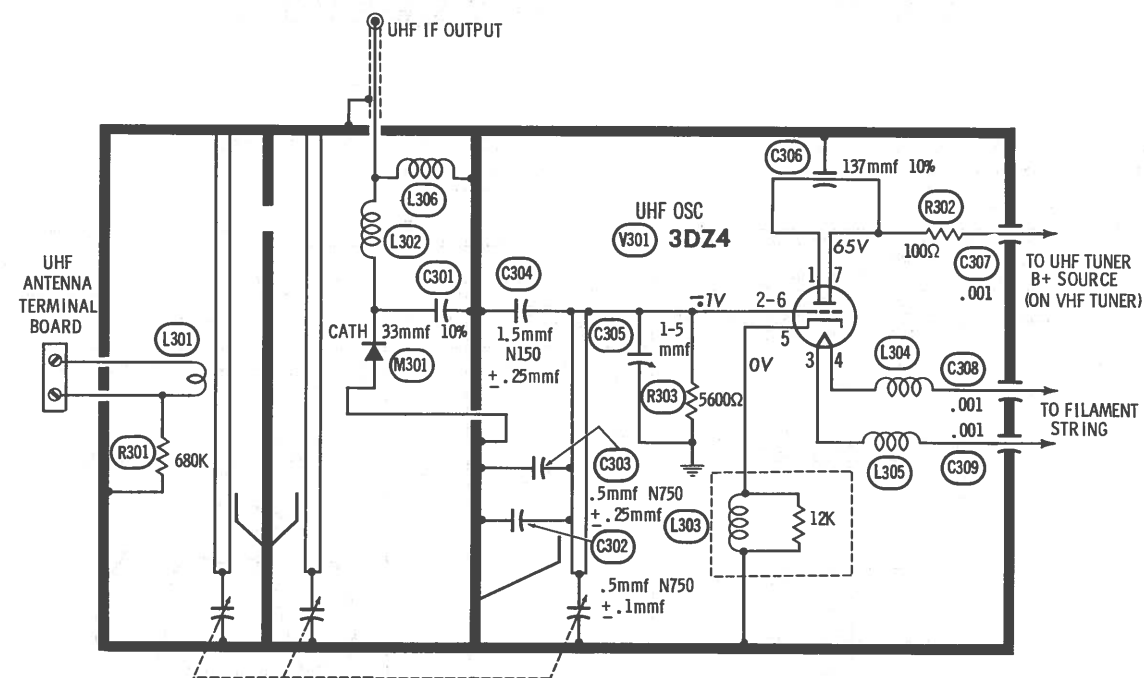 UHF IF OUTPUT
C306
137mmf 10%
L306
UHF OSC
V301 3DZ4
R302
65V
100Ω
L302
1 7
C307
.001
TO UHF TUNER
B+ SOURCE
(ON VHF TUNER)
UHF
ANTENNA
TERMINAL
BOARD
C301
C304
-.1V
2-6
L301
CATH
33mmf 10%
1.5mmf
N150
± .25mmf
C305
1-5
mmf
5
M301
0V
3 4
L304
C308
.001
R303
5600Ω
TO FILAMENT
STRING
.001
R301
680K
C303
L305
C309
.5mmf N750
± .25mmf
L303
12K
C302
.5mmf N750
± .1mmf